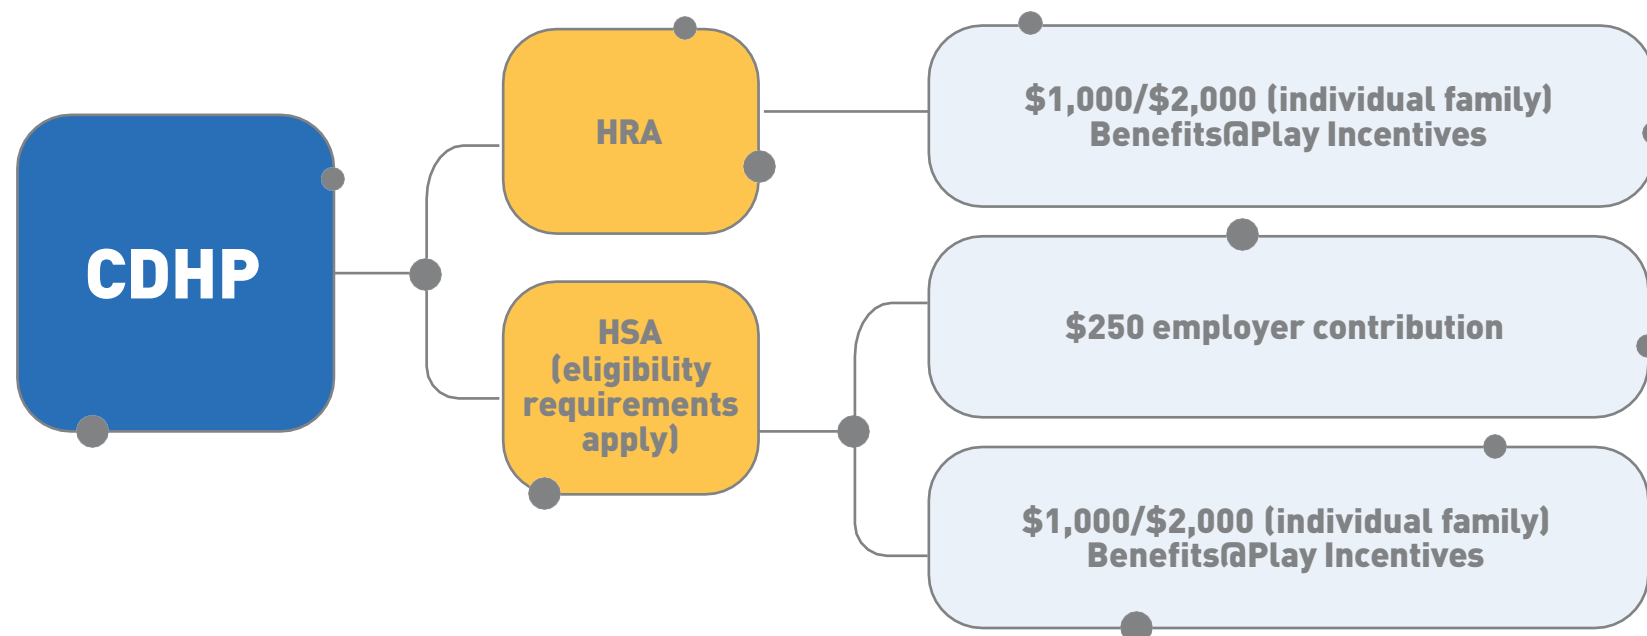 CDHP
HRA
HSA
(eligibility
requirements
apply)
$1,000/$2,000 (individual family)
Benefits@Play Incentives
$250 employer contribution
$1,000/$2,000 (individual family)
Benefits@Play Incentives